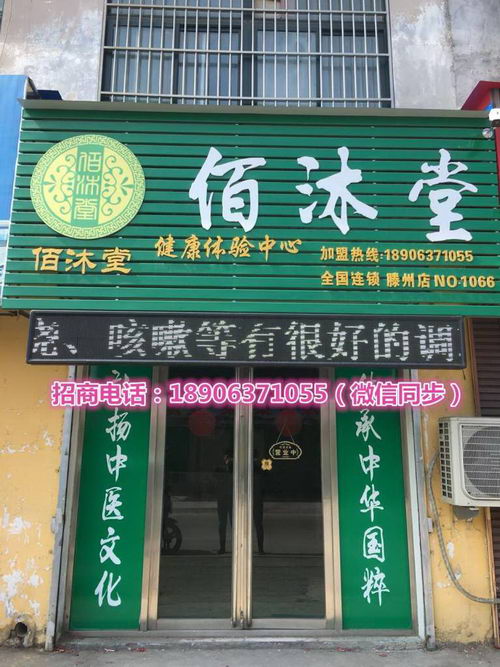 佰沐堂
佰沐堂
佰沐堂
健康体验中心
加盟热线:18906371055
全国连锁 滕州店 NO·1066
、咳嗽等有很好的调
招商电话：18906371055（微信同步）
扬中医文化
承中华国粹
营业中